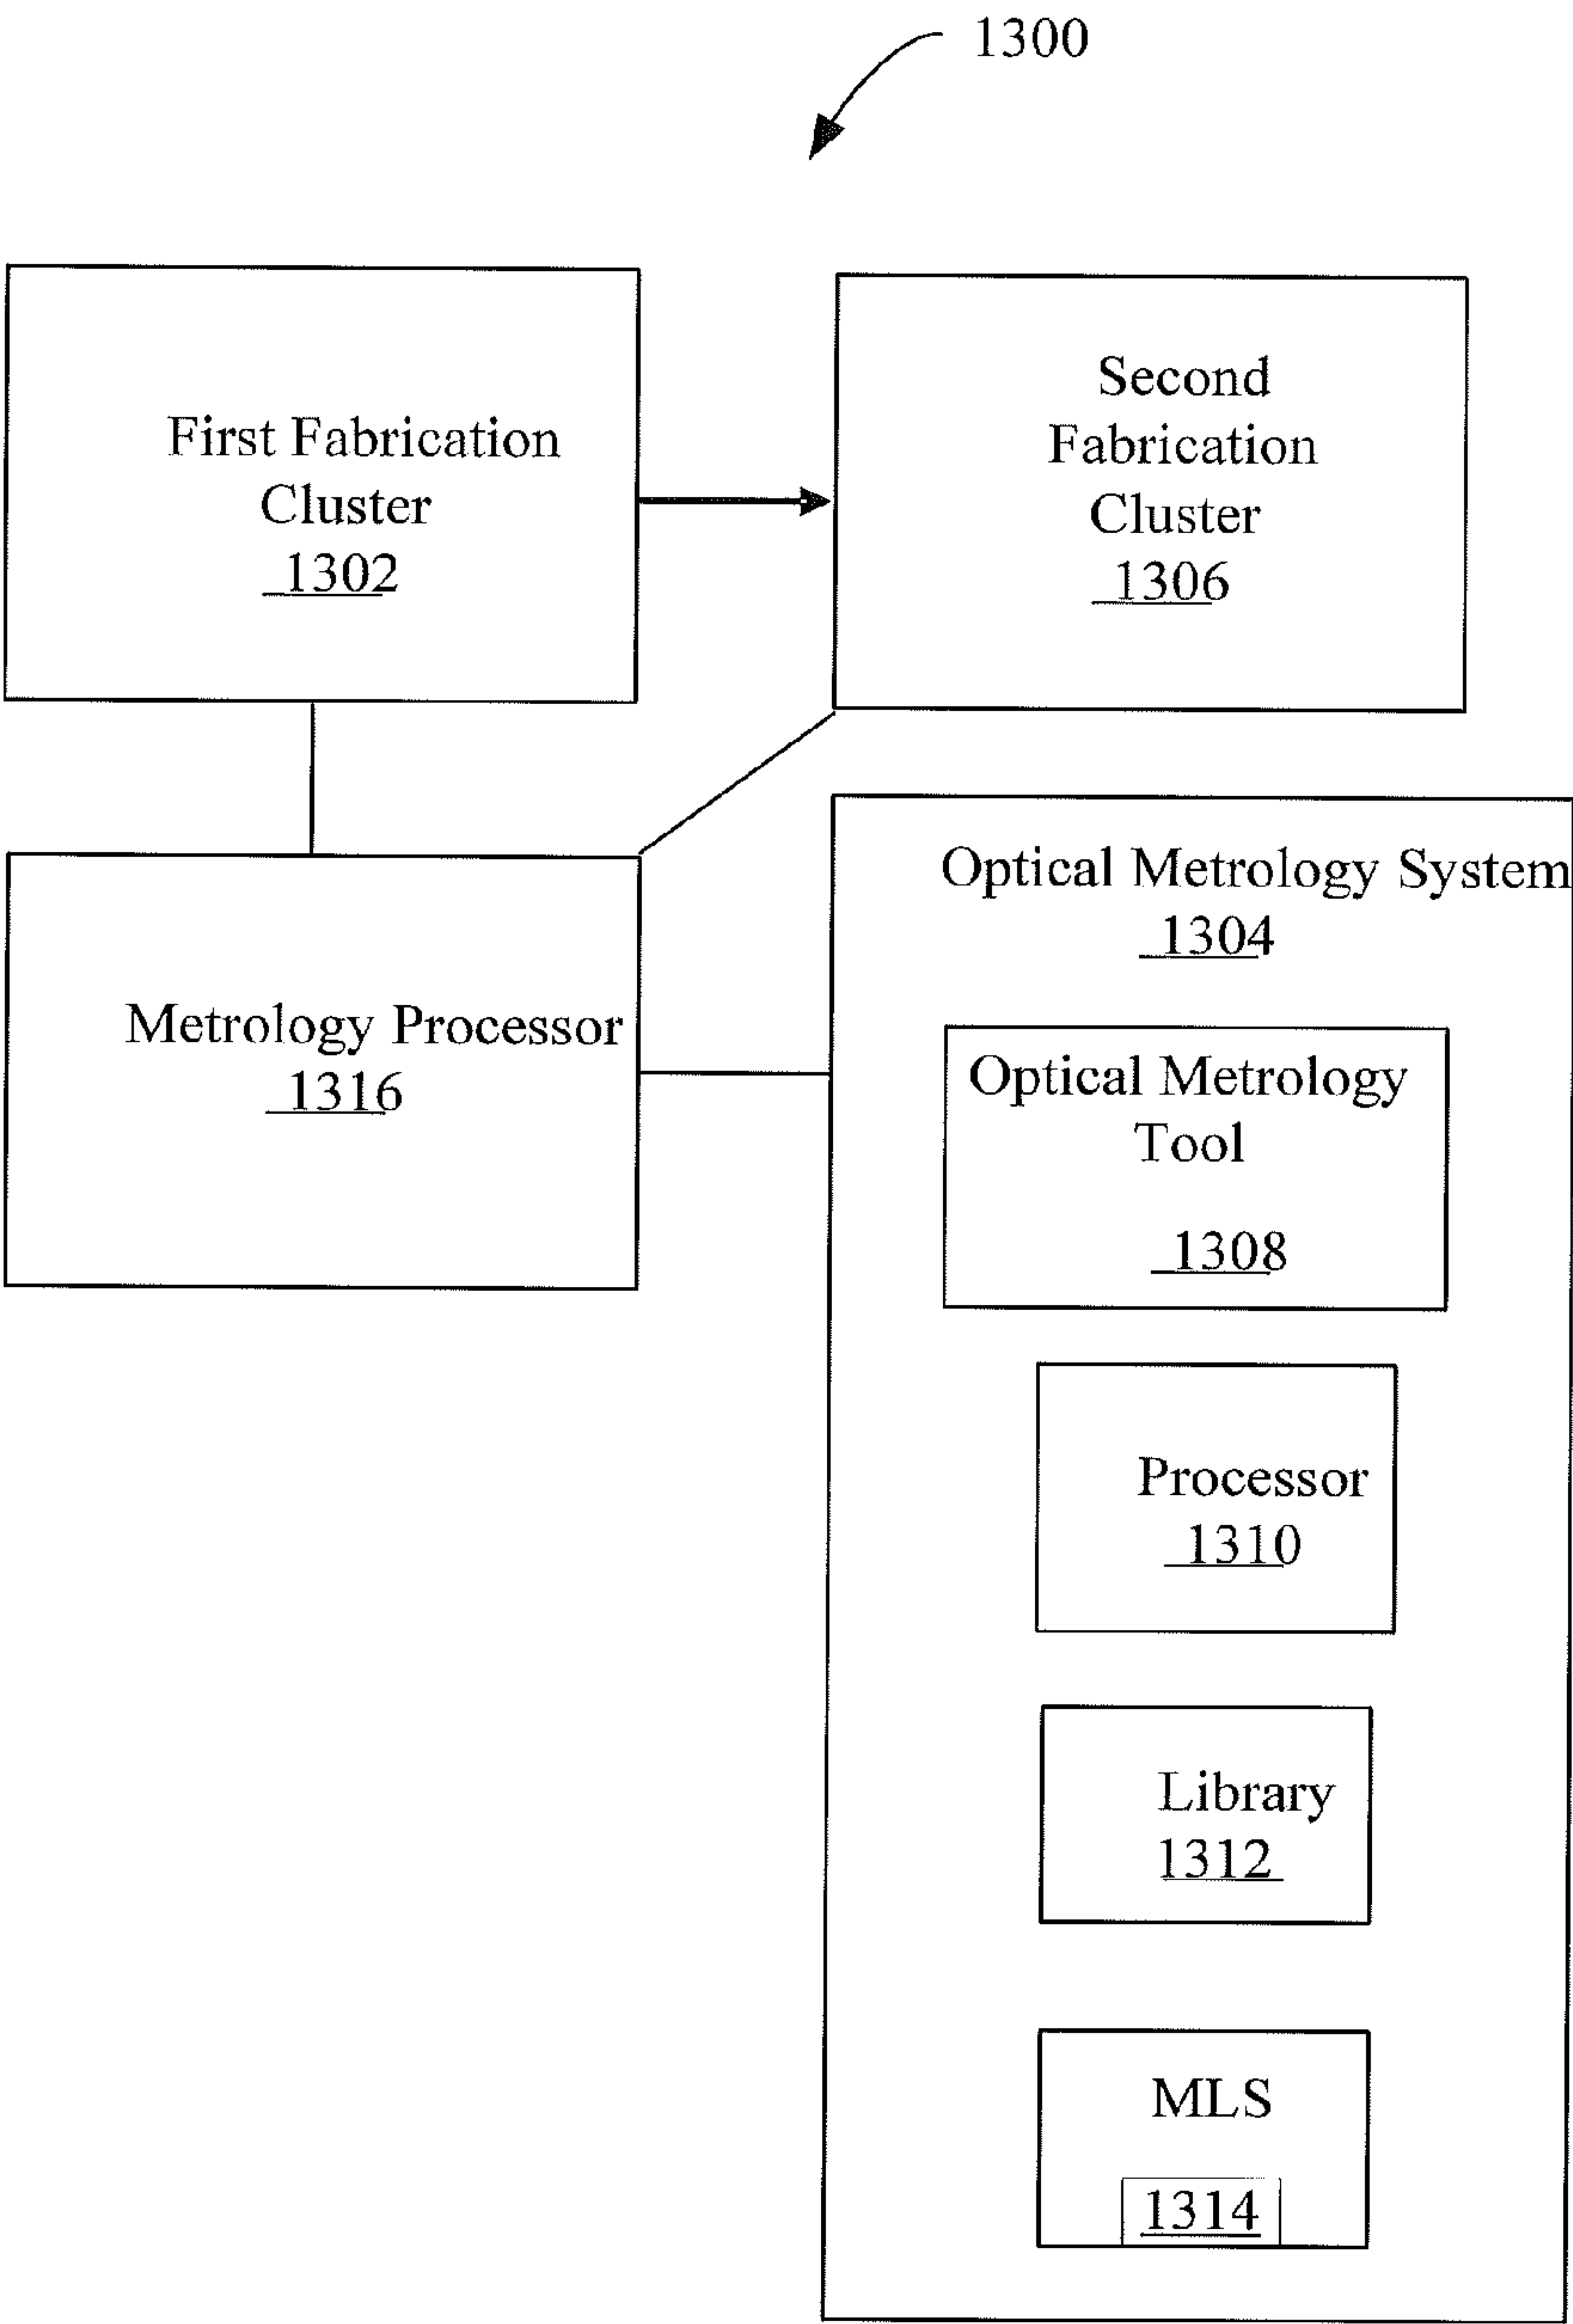 1300
First Fabrication
Cluster
1302
Second
Fabrication
Cluster
1306
Metrology Processor
1316
Optical Metrology System
1304
Optical Metrology
Tool
1308
Processor
1310
Library
1312
MLS
1314